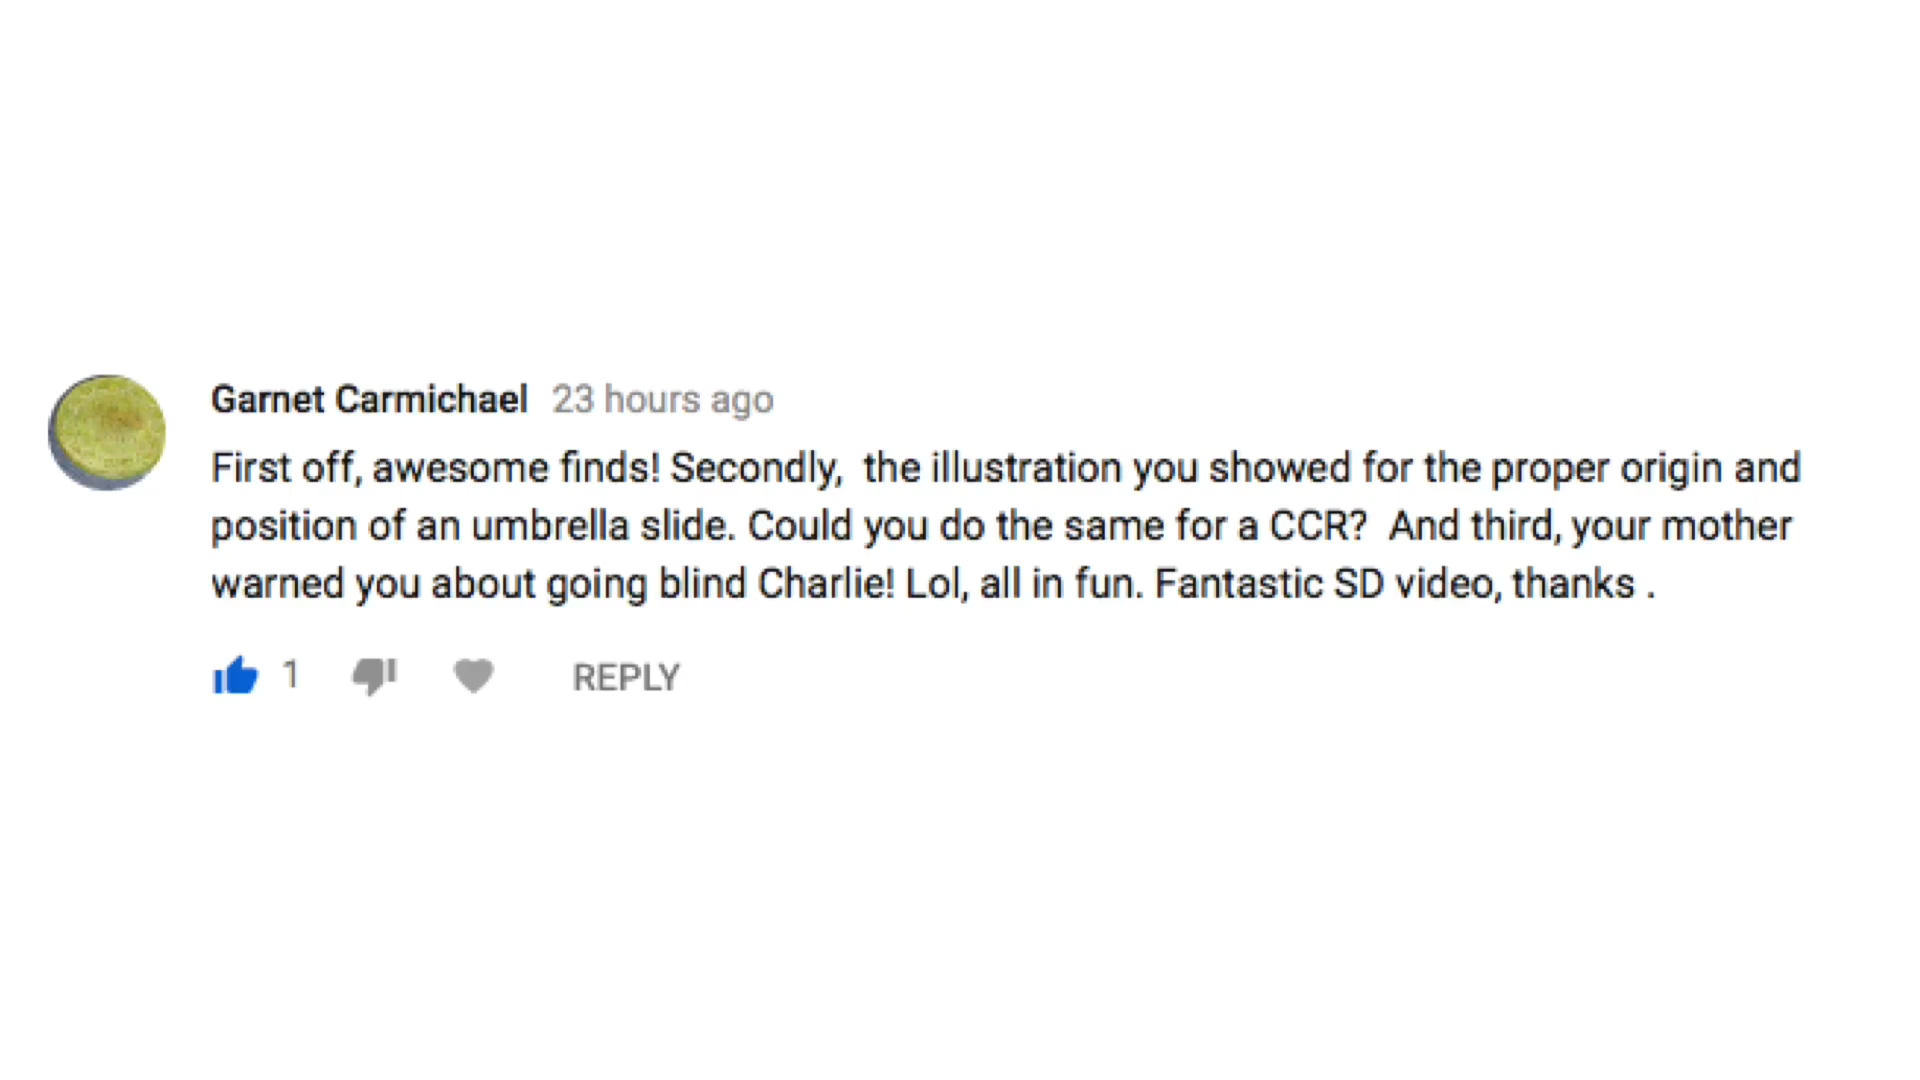 Garnet Carmichael 23 hours ago
First off, awesome finds! Secondly,  the illustration you showed for the proper origin and
position of an umbrella slide. Could you do the same for a CCR?  And third, your mother
warned you about going blind Charlie! Lol, all in fun. Fantastic SD video, thanks .
1 REPLY